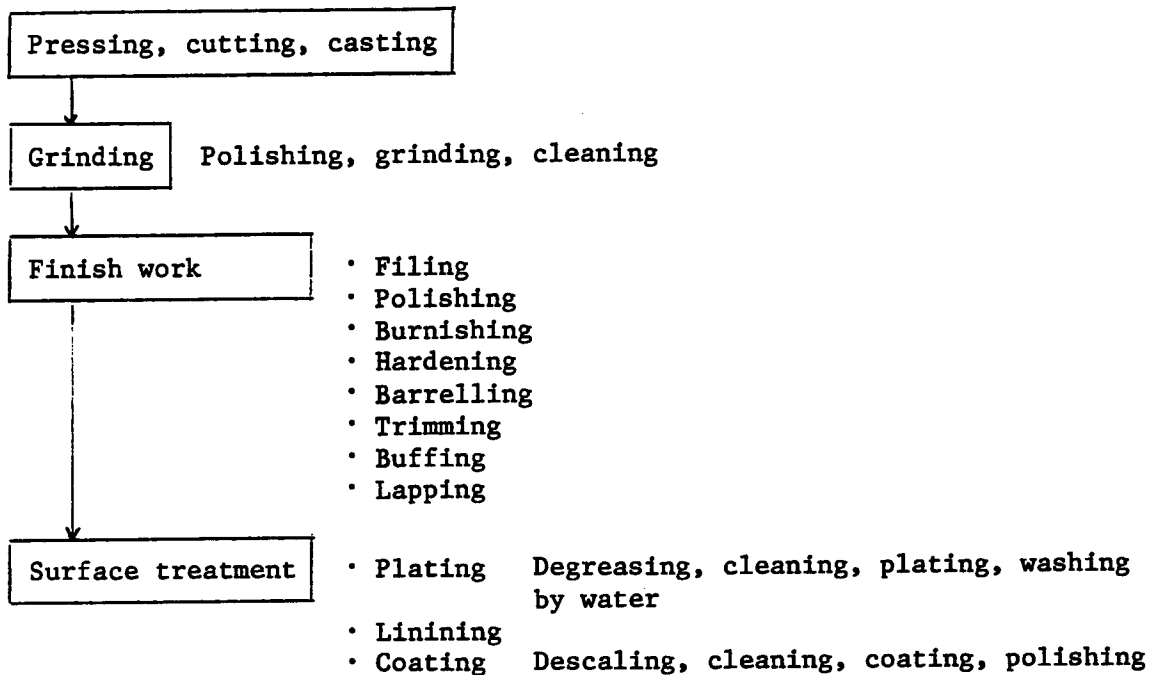 Pressing, cutting, casting
Grinding Polishing, grinding, cleaning
Finish work
· Filing
· Polishing
· Burnishing
· Hardening
· Barrelling
· Trimming
· Buffing
· Lapping
Surface treatment · Plating Degreasing, cleaning, plating, washing
by water
· Linining
· Coating Descaling, cleaning, coating, polishing